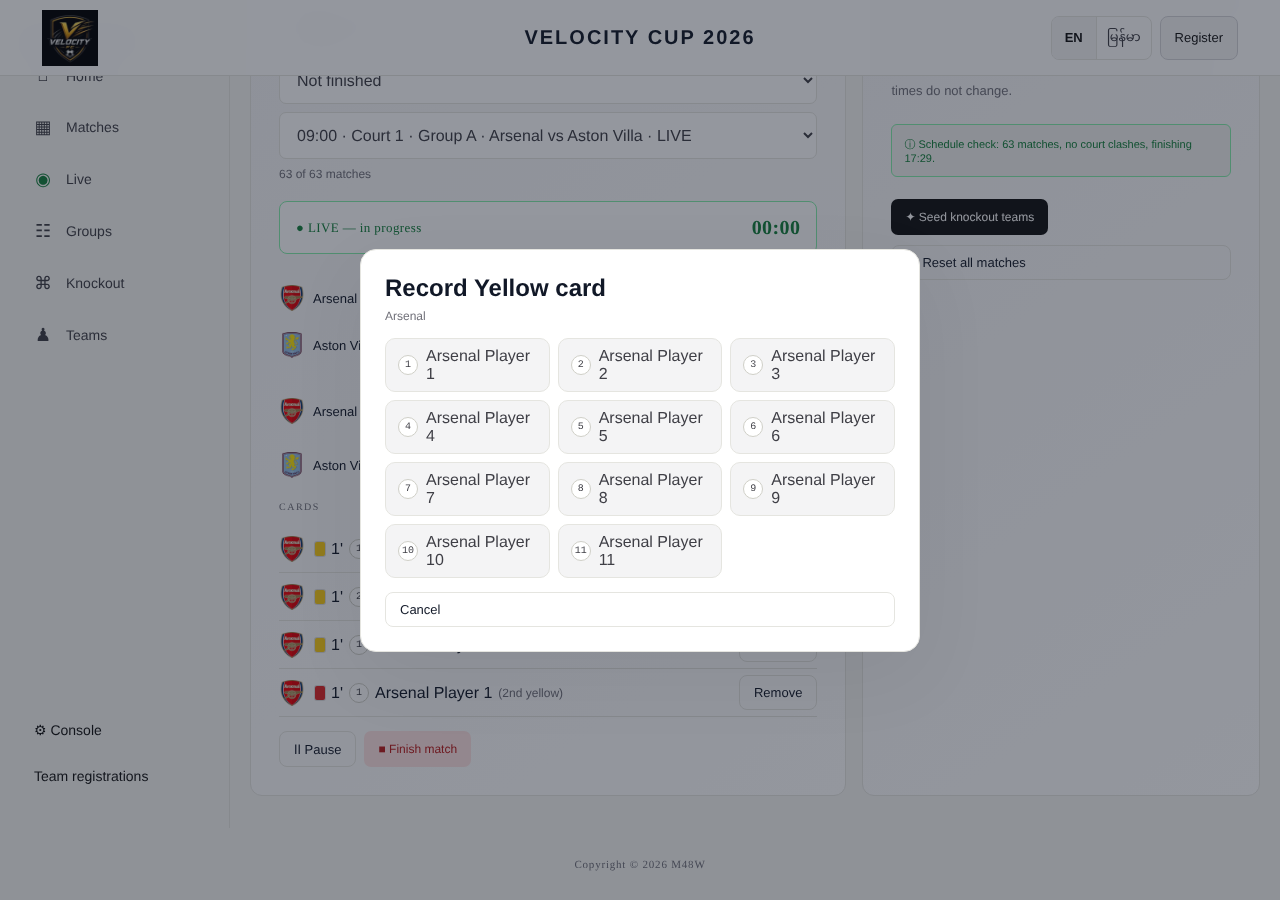 VELOCITY
VELOCITY CUP 2026
EN
မြန်မာ
Register
Home
Matches
Live
Groups
Knockout
Teams
⚙ Console
Team registrations
Not finished
09:00 · Court 1 · Group A · Arsenal vs Aston Villa · LIVE
63 of 63 matches
● LIVE — in progress
00:00
Arsenal
Aston Vi
Arsenal
Aston Vi
CARDS
1'
1'
1'
1' 1 Arsenal Player 1 (2nd yellow)
Remove
II Pause
■ Finish match
times do not change.
ⓘ Schedule check: 63 matches, no court clashes, finishing
17:29.
✦ Seed knockout teams
Reset all matches
Record Yellow card
Arsenal
1 Arsenal Player
1
2 Arsenal Player
2
3 Arsenal Player
3
4 Arsenal Player
4
5 Arsenal Player
5
6 Arsenal Player
6
7 Arsenal Player
7
8 Arsenal Player
8
9 Arsenal Player
9
10 Arsenal Player
10
11 Arsenal Player
11
Cancel
Copyright © 2026 M48W